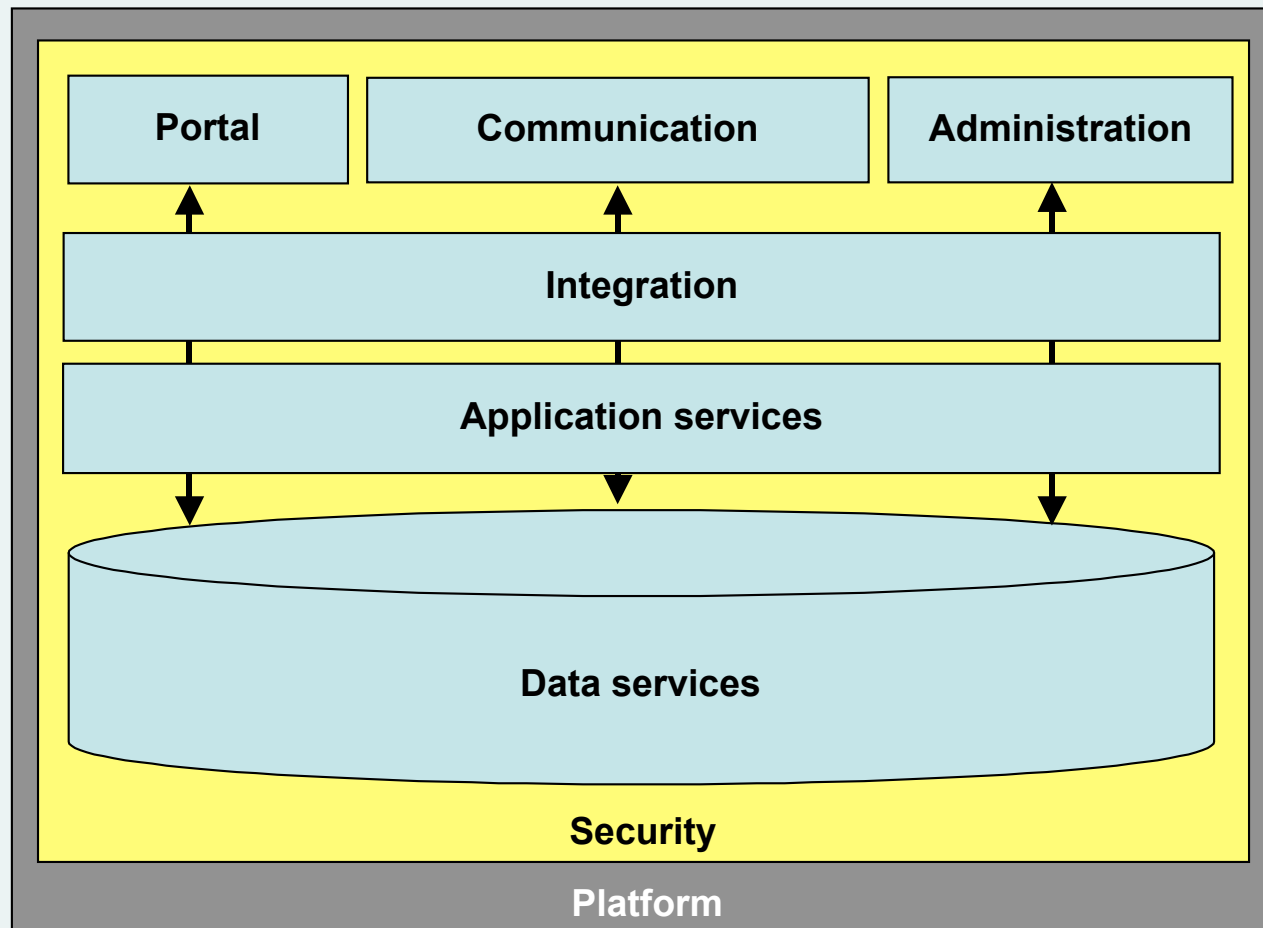 Portal
Communication
Administration
Integration
Application services
Data services
Security
Platform